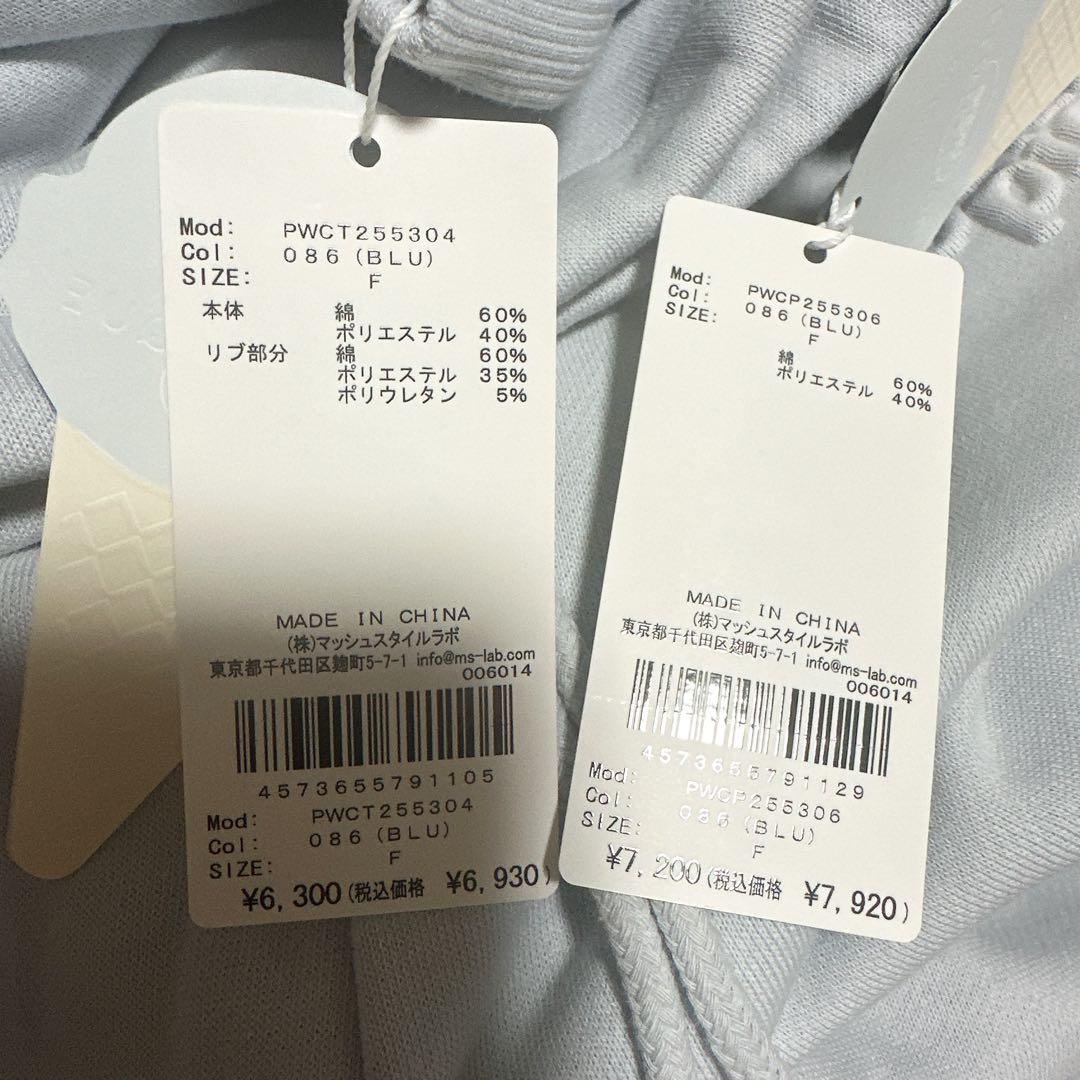 Mod: PWCT255304
Col: 086(BLU)
SIZE: F
本体 綿 60%
ポリエステル 40%
リブ部分 綿 60%
ポリエステル 35%
ポリウレタン 5%
MADE IN CHINA
(株)マッシュスタイルラボ
東京都千代田区麹町5-7-1 info@ms-lab.com
006014
4573655791105
Mod: PWCT255304
Col: 086(BLU)
SIZE: F
¥6,300(税込価格 ¥6,930)
Mod: PWCP255306
Col: 086(BLU)
SIZE: F
綿 60%
ポリエステル 40%
MADE IN CHINA
(株)マッシュスタイルラボ
東京都千代田区麹町5-7-1 info@ms-lab.com
006014
4573655791129
Mod: PWCP255306
Col: 086(BLU)
SIZE: F
¥7,200(税込価格 ¥7,920)